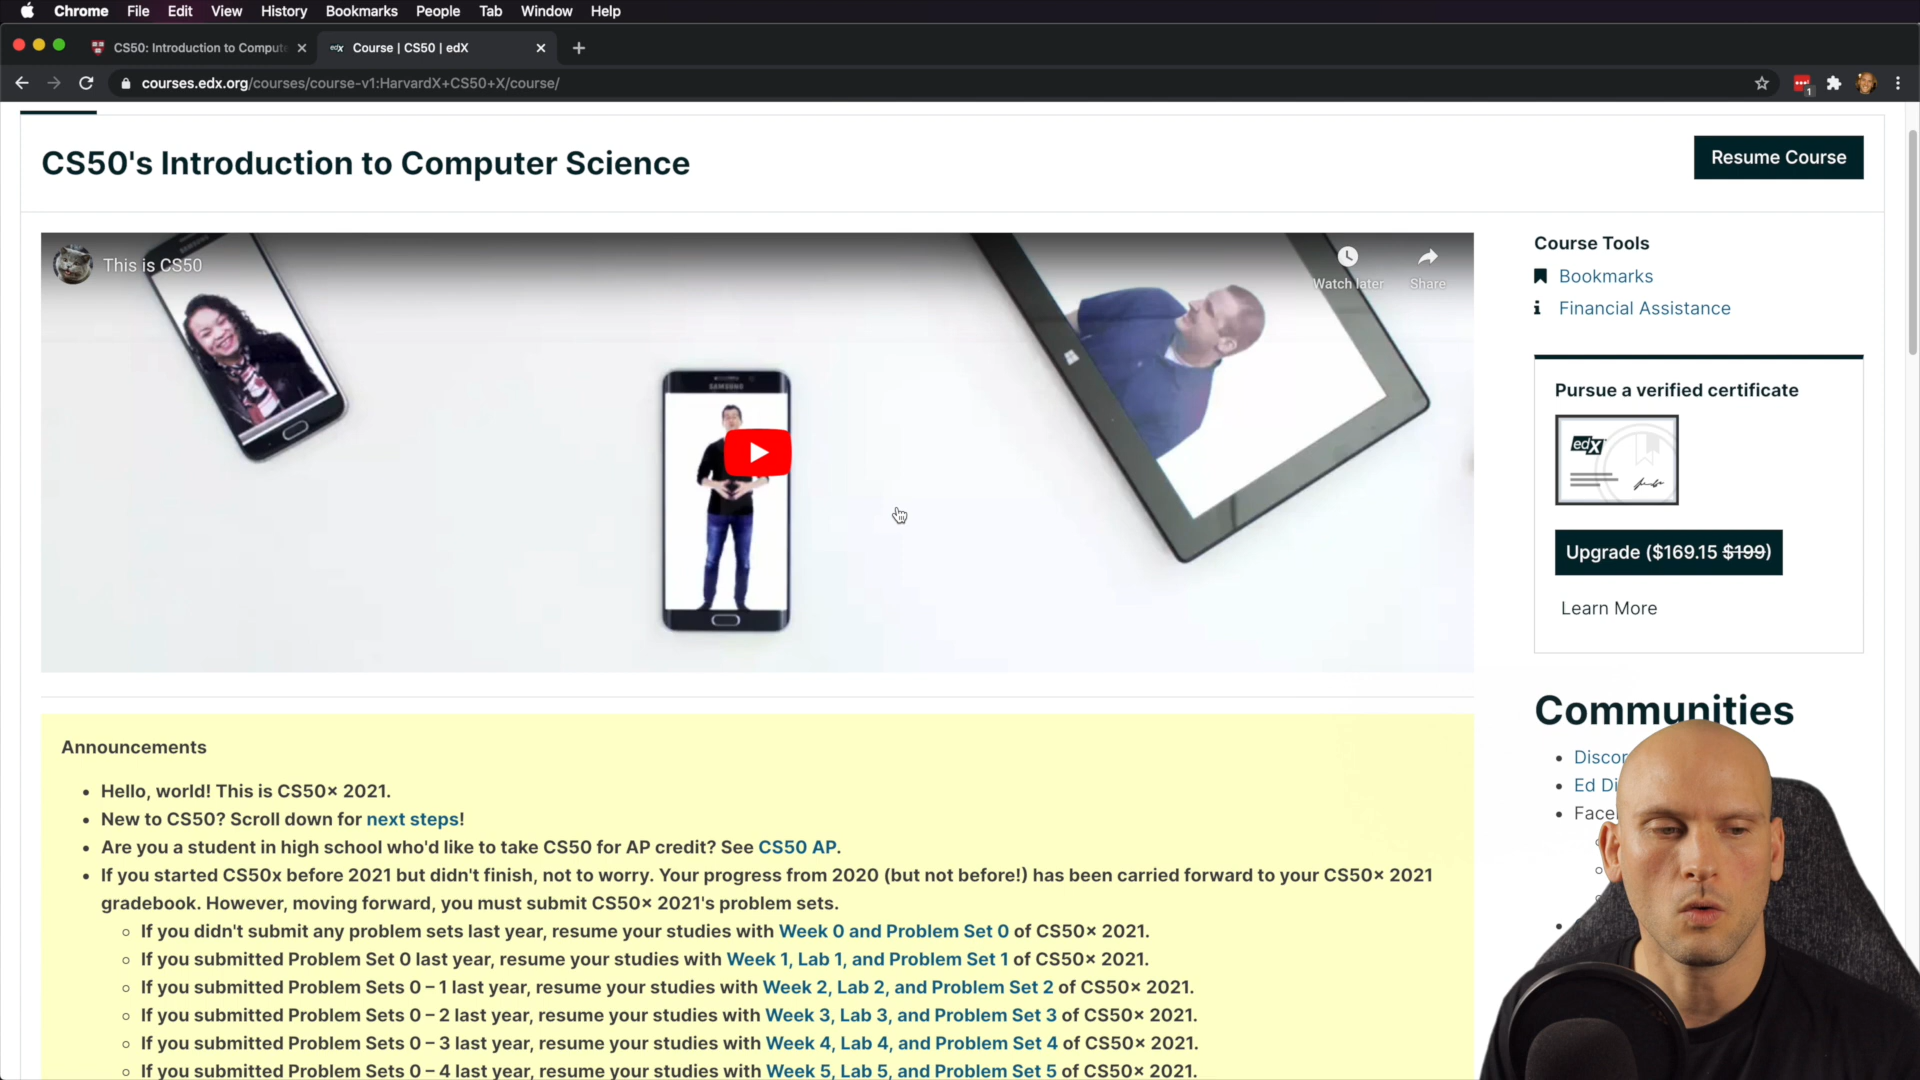 Chrome File Edit View History Bookmarks People Tab Window Help
CS50: Introduction to Comput
edX Course | CS50 | edX
courses.edx.org/courses/course-v1:HarvardX+CS50+X/course/
1
CS50's Introduction to Computer Science
Resume Course
This is CS50
Watch later
Share
SAMSUNG
Course Tools
Bookmarks
Financial Assistance
Pursue a verified certificate
edX
Upgrade ($169.15 $199)
Learn More
Communities
Discor
Ed Di
Face
Announcements
Hello, world! This is CS50x 2021.
New to CS50? Scroll down for next steps!
Are you a student in high school who'd like to take CS50 for AP credit? See CS50 AP.
If you started CS50x before 2021 but didn't finish, not to worry. Your progress from 2020 (but not before!) has been carried forward to your CS50x 2021
gradebook. However, moving forward, you must submit CS50x 2021's problem sets.
If you didn't submit any problem sets last year, resume your studies with Week 0 and Problem Set 0 of CS50x 2021.
If you submitted Problem Set 0 last year, resume your studies with Week 1, Lab 1, and Problem Set 1 of CS50x 2021.
If you submitted Problem Sets 0 – 1 last year, resume your studies with Week 2, Lab 2, and Problem Set 2 of CS50x 2021.
If you submitted Problem Sets 0 – 2 last year, resume your studies with Week 3, Lab 3, and Problem Set 3 of CS50x 2021.
If you submitted Problem Sets 0 – 3 last year, resume your studies with Week 4, Lab 4, and Problem Set 4 of CS50x 2021.
If you submitted Problem Sets 0 – 4 last year, resume your studies with Week 5, Lab 5, and Problem Set 5 of CS50x 2021.